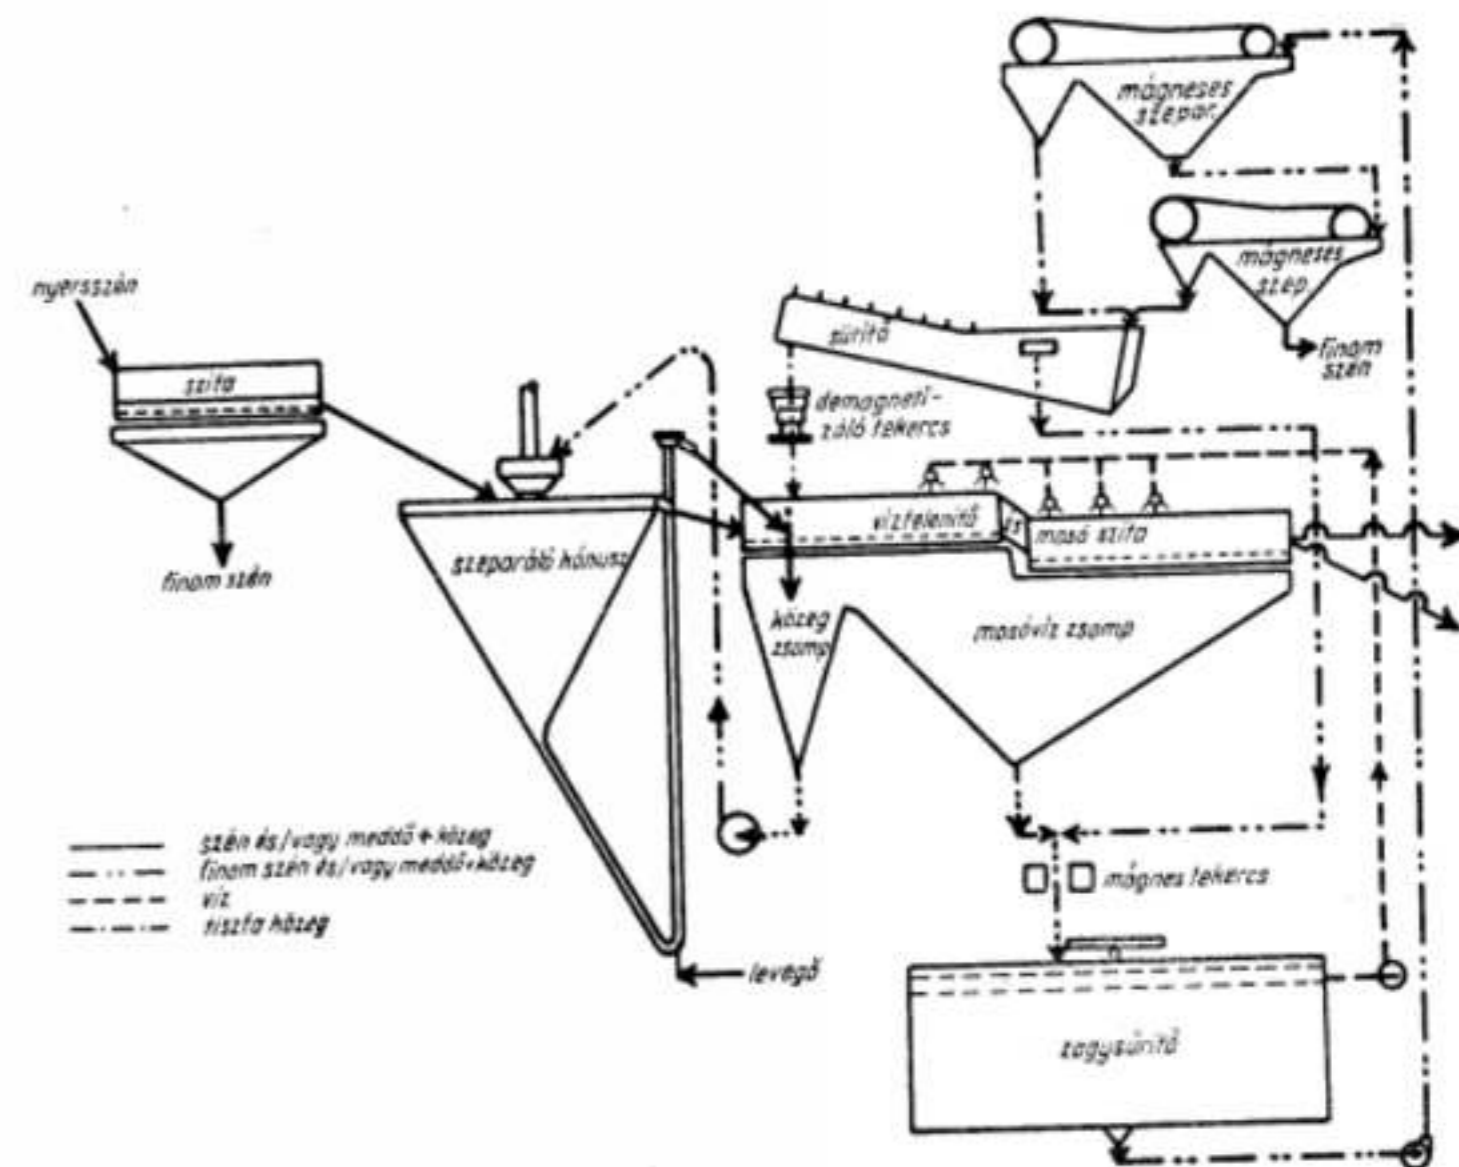 mágneses
szepar.
mágneses
szep.
finom
szén
nyersszén
szita
finom szén
sűrítő
demagneti-
záló tekercs
szeparáló kónusz
víztelenítő
és
mosó szita
közeg
zsomp
mosóvíz zsomp
szén és/vagy meddő + közeg
finom szén és/vagy meddő+közeg
víz
tiszta közeg
mágnes tekercs
levegő
zagysűrítő